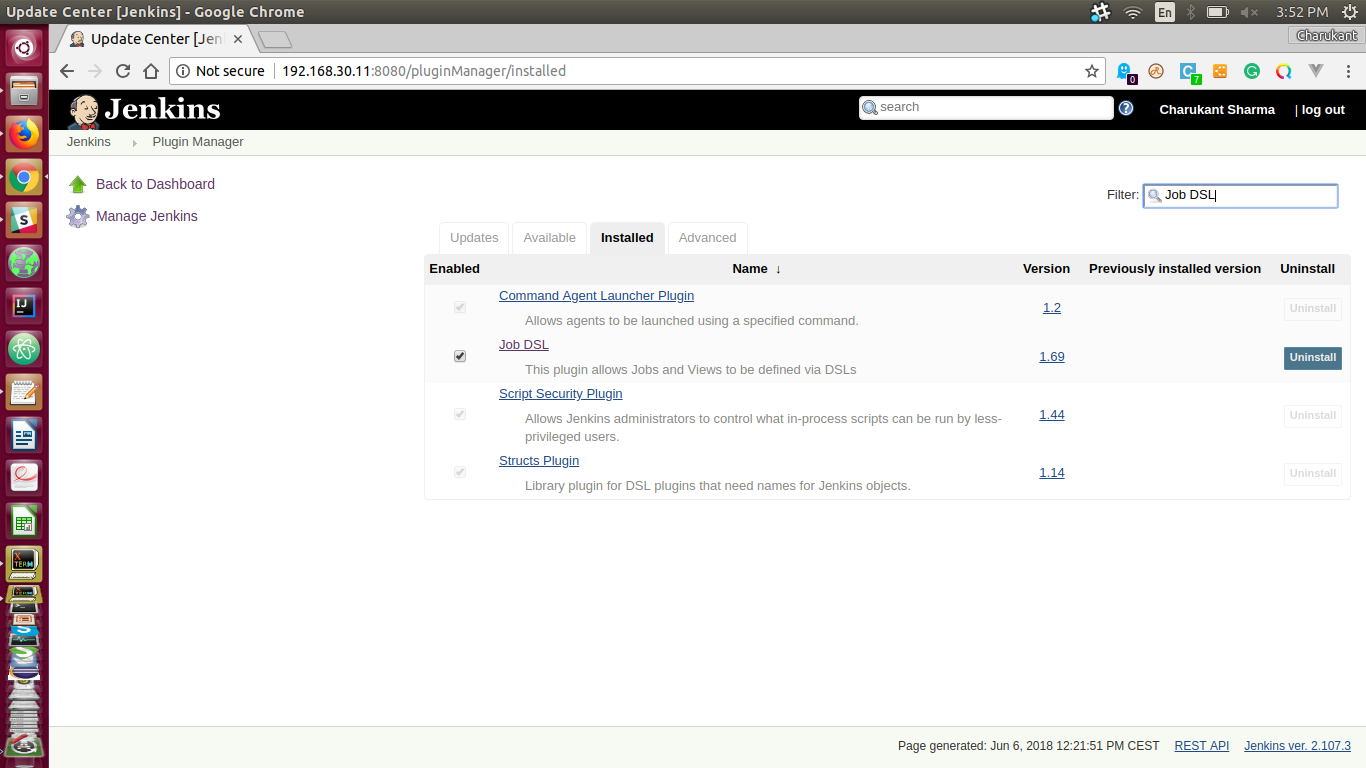 Update Center [Jenkins] - Google Chrome
En
3:52 PM
Update Center [Jen
Charukant
Not secure
192.168.30.11:8080/pluginManager/installed
0
7
Jenkins
search
Charukant Sharma
| log out
Jenkins
Plugin Manager
Back to Dashboard
Manage Jenkins
Filter:
Job DSL
Updates
Available
Installed
Advanced
Enabled
Name ↓
Version
Previously installed version
Uninstall
Command Agent Launcher Plugin
Allows agents to be launched using a specified command.
1.2
Uninstall
Job DSL
This plugin allows Jobs and Views to be defined via DSLs
1.69
Uninstall
Script Security Plugin
Allows Jenkins administrators to control what in-process scripts can be run by less-
privileged users.
1.44
Uninstall
Structs Plugin
Library plugin for DSL plugins that need names for Jenkins objects.
1.14
Uninstall
IJ
X
TERM
Page generated: Jun 6, 2018 12:21:51 PM CEST
REST API
Jenkins ver. 2.107.3